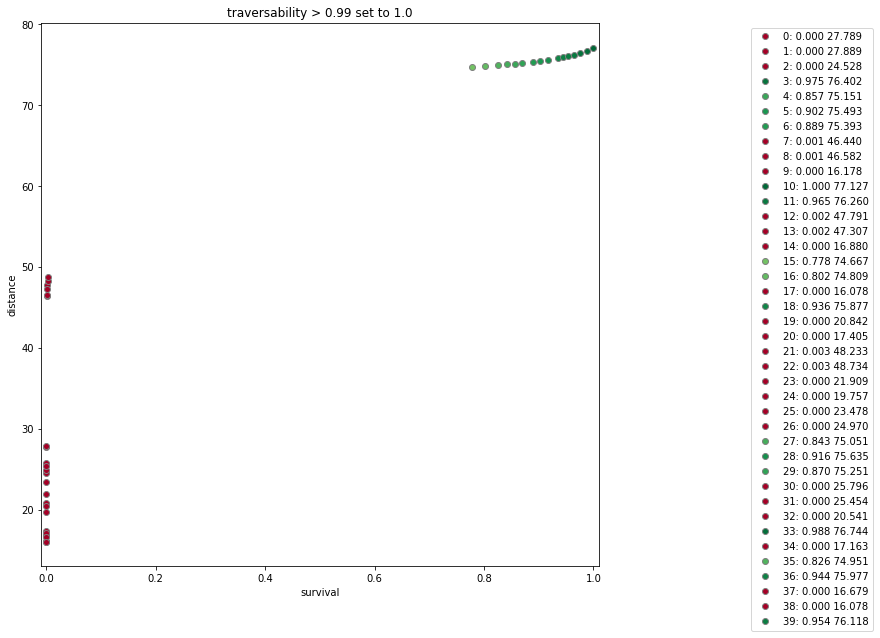 traversability > 0.99 set to 1.0
80
70
60
50
40
30
20
distance
0.0 0.2 0.4 0.6 0.8 1.0
survival
0: 0.000 27.789
1: 0.000 27.889
2: 0.000 24.528
3: 0.975 76.402
4: 0.857 75.151
5: 0.902 75.493
6: 0.889 75.393
7: 0.001 46.440
8: 0.001 46.582
9: 0.000 16.178
10: 1.000 77.127
11: 0.965 76.260
12: 0.002 47.791
13: 0.002 47.307
14: 0.000 16.880
15: 0.778 74.667
16: 0.802 74.809
17: 0.000 16.078
18: 0.936 75.877
19: 0.000 20.842
20: 0.000 17.405
21: 0.003 48.233
22: 0.003 48.734
23: 0.000 21.909
24: 0.000 19.757
25: 0.000 23.478
26: 0.000 24.970
27: 0.843 75.051
28: 0.916 75.635
29: 0.870 75.251
30: 0.000 25.796
31: 0.000 25.454
32: 0.000 20.541
33: 0.988 76.744
34: 0.000 17.163
35: 0.826 74.951
36: 0.944 75.977
37: 0.000 16.679
38: 0.000 16.078
39: 0.954 76.118